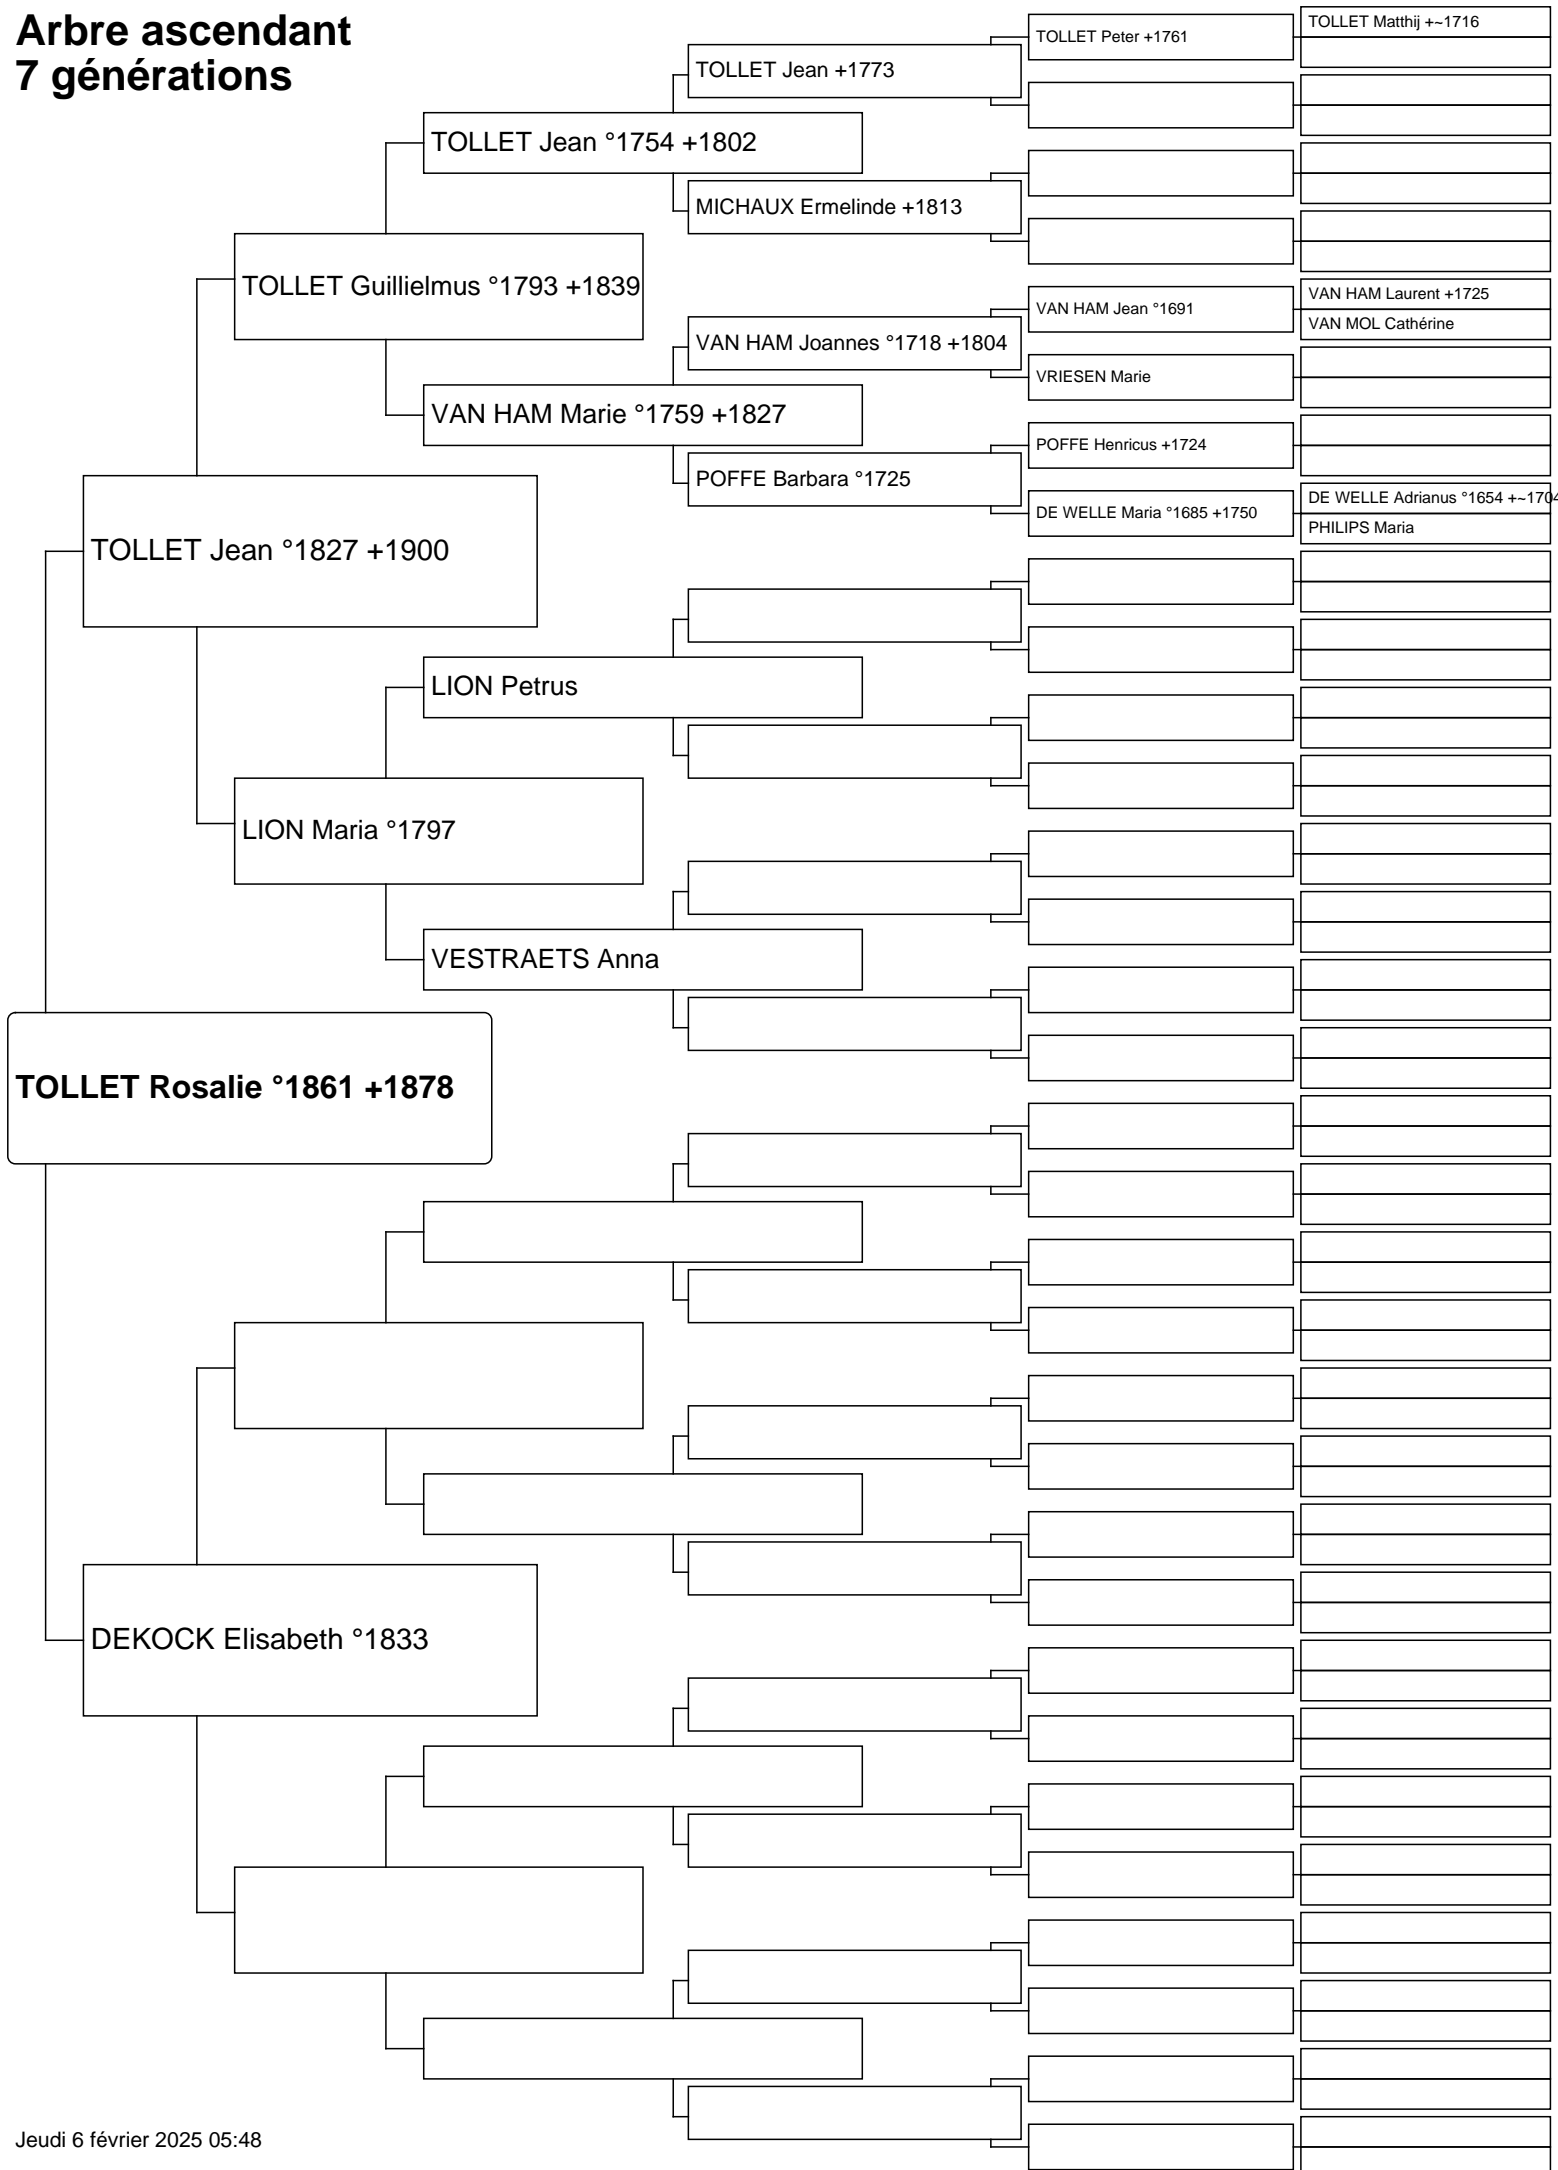 Arbre ascendant
7 générations
TOLLET Rosalie °1861 +1878
TOLLET Jean °1827 +1900
DEKOCK Elisabeth °1833
TOLLET Guillielmus °1793 +1839
LION Maria °1797
TOLLET Jean °1754 +1802
VAN HAM Marie °1759 +1827
LION Petrus
VESTRAETS Anna
TOLLET Jean +1773
MICHAUX Ermelinde +1813
VAN HAM Joannes °1718 +1804
POFFE Barbara °1725
TOLLET Peter +1761
VAN HAM Jean °1691
VRIESEN Marie
POFFE Henricus +1724
DE WELLE Maria °1685 +1750
TOLLET Matthij +~1716
VAN HAM Laurent +1725
VAN MOL Cathérine
DE WELLE Adrianus °1654 +~1704
PHILIPS Maria
Jeudi 6 février 2025 05:48